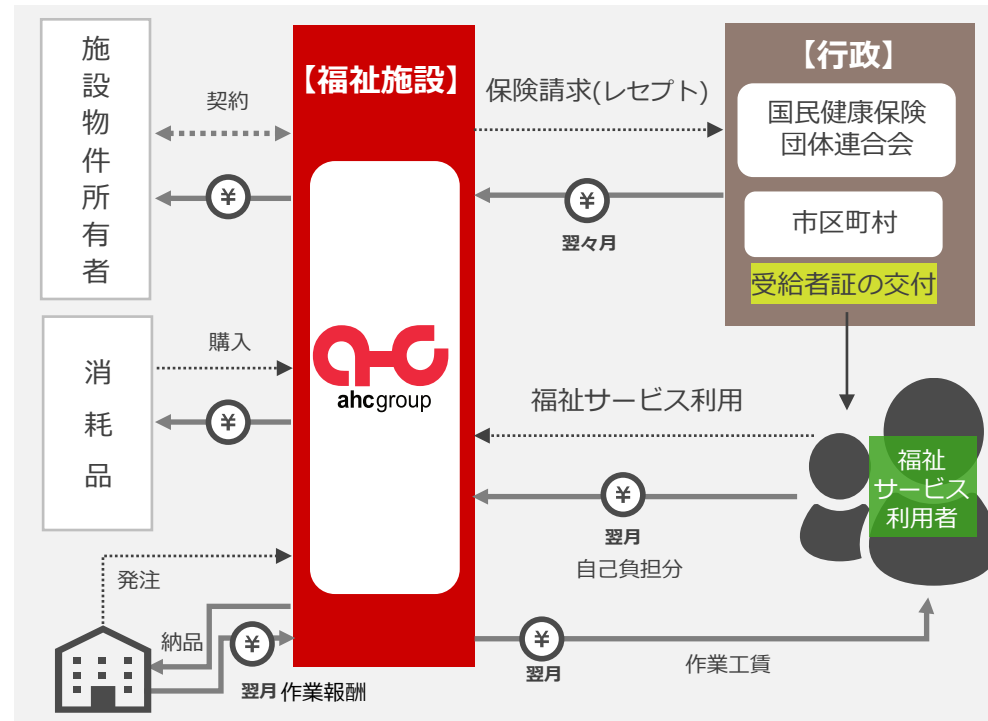 施設物件所有者
契約
¥
消耗品
購入
¥
発注
納品
¥
翌月
作業報酬
【福祉施設】
ahcgroup
保険請求(レセプト)
¥
翌々月
【行政】
国民健康保険
団体連合会
市区町村
受給者証の交付
福祉サービス利用
¥
翌月
自己負担分
福祉
サービス
利用者
¥
翌月
作業工賃